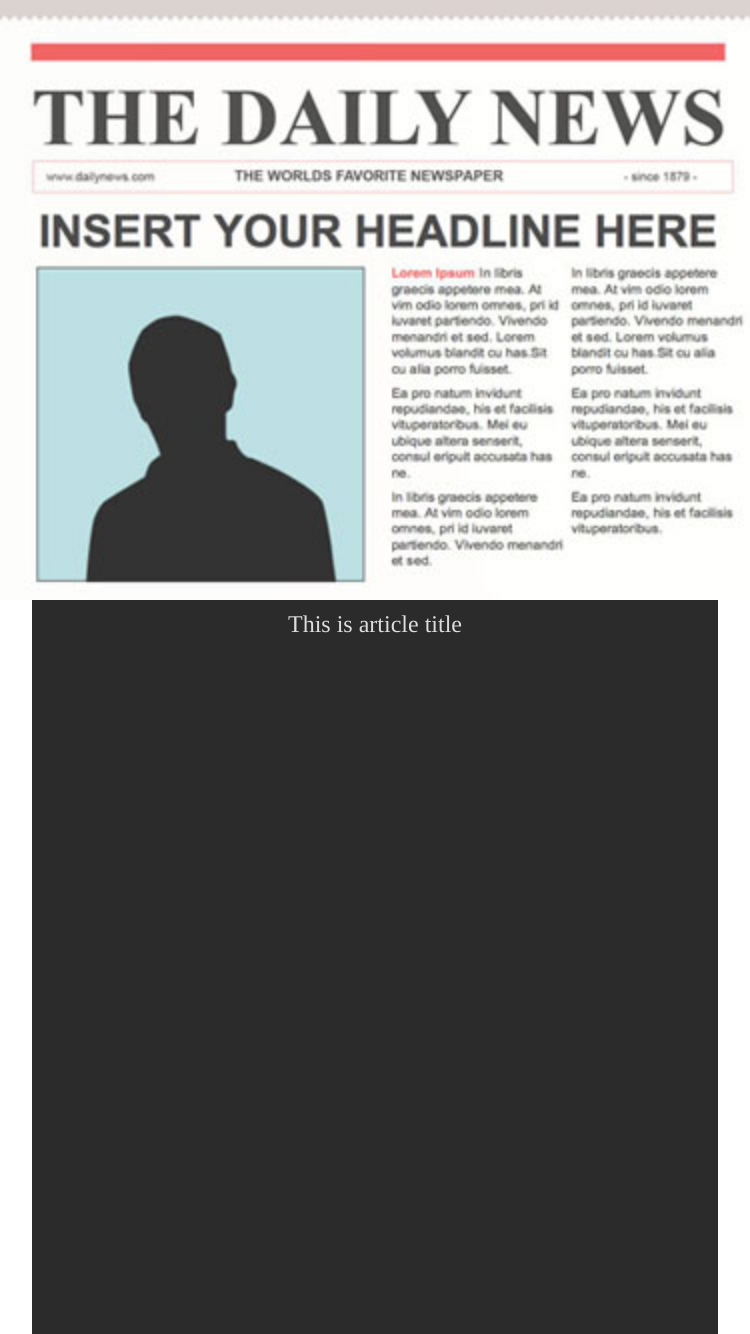 THE DAILY NEWS
www.dailynews.com THE WORLDS FAVORITE NEWSPAPER - since 1879 -
INSERT YOUR HEADLINE HERE
Lorem Ipsum In libris
graecis appetere mea. At
vim odio lorem omnes, pri id
iuvaret partiendo. Vivendo
menandri et sed. Lorem
volumus blandit cu has.Sit
cu alia porro fuisset.
Ea pro natum invidunt
repudiandae, his et facilisis
vituperatoribus. Mei eu
ubique altera senserit,
consul eripuit accusata has
ne.
In libris graecis appetere
mea. At vim odio lorem
omnes, pri id iuvaret
partiendo. Vivendo menandri
et sed.
In libris graecis appetere
mea. At vim odio lorem
omnes, pri id iuvaret
partiendo. Vivendo menandri
et sed. Lorem volumus
blandit cu has.Sit cu alia
porro fuisset.
Ea pro natum invidunt
repudiandae, his et facilisis
vituperatoribus. Mei eu
ubique altera senserit,
consul eripuit accusata has
ne.
Ea pro natum invidunt
repudiandae, his et facilisis
vituperatoribus.
This is article title